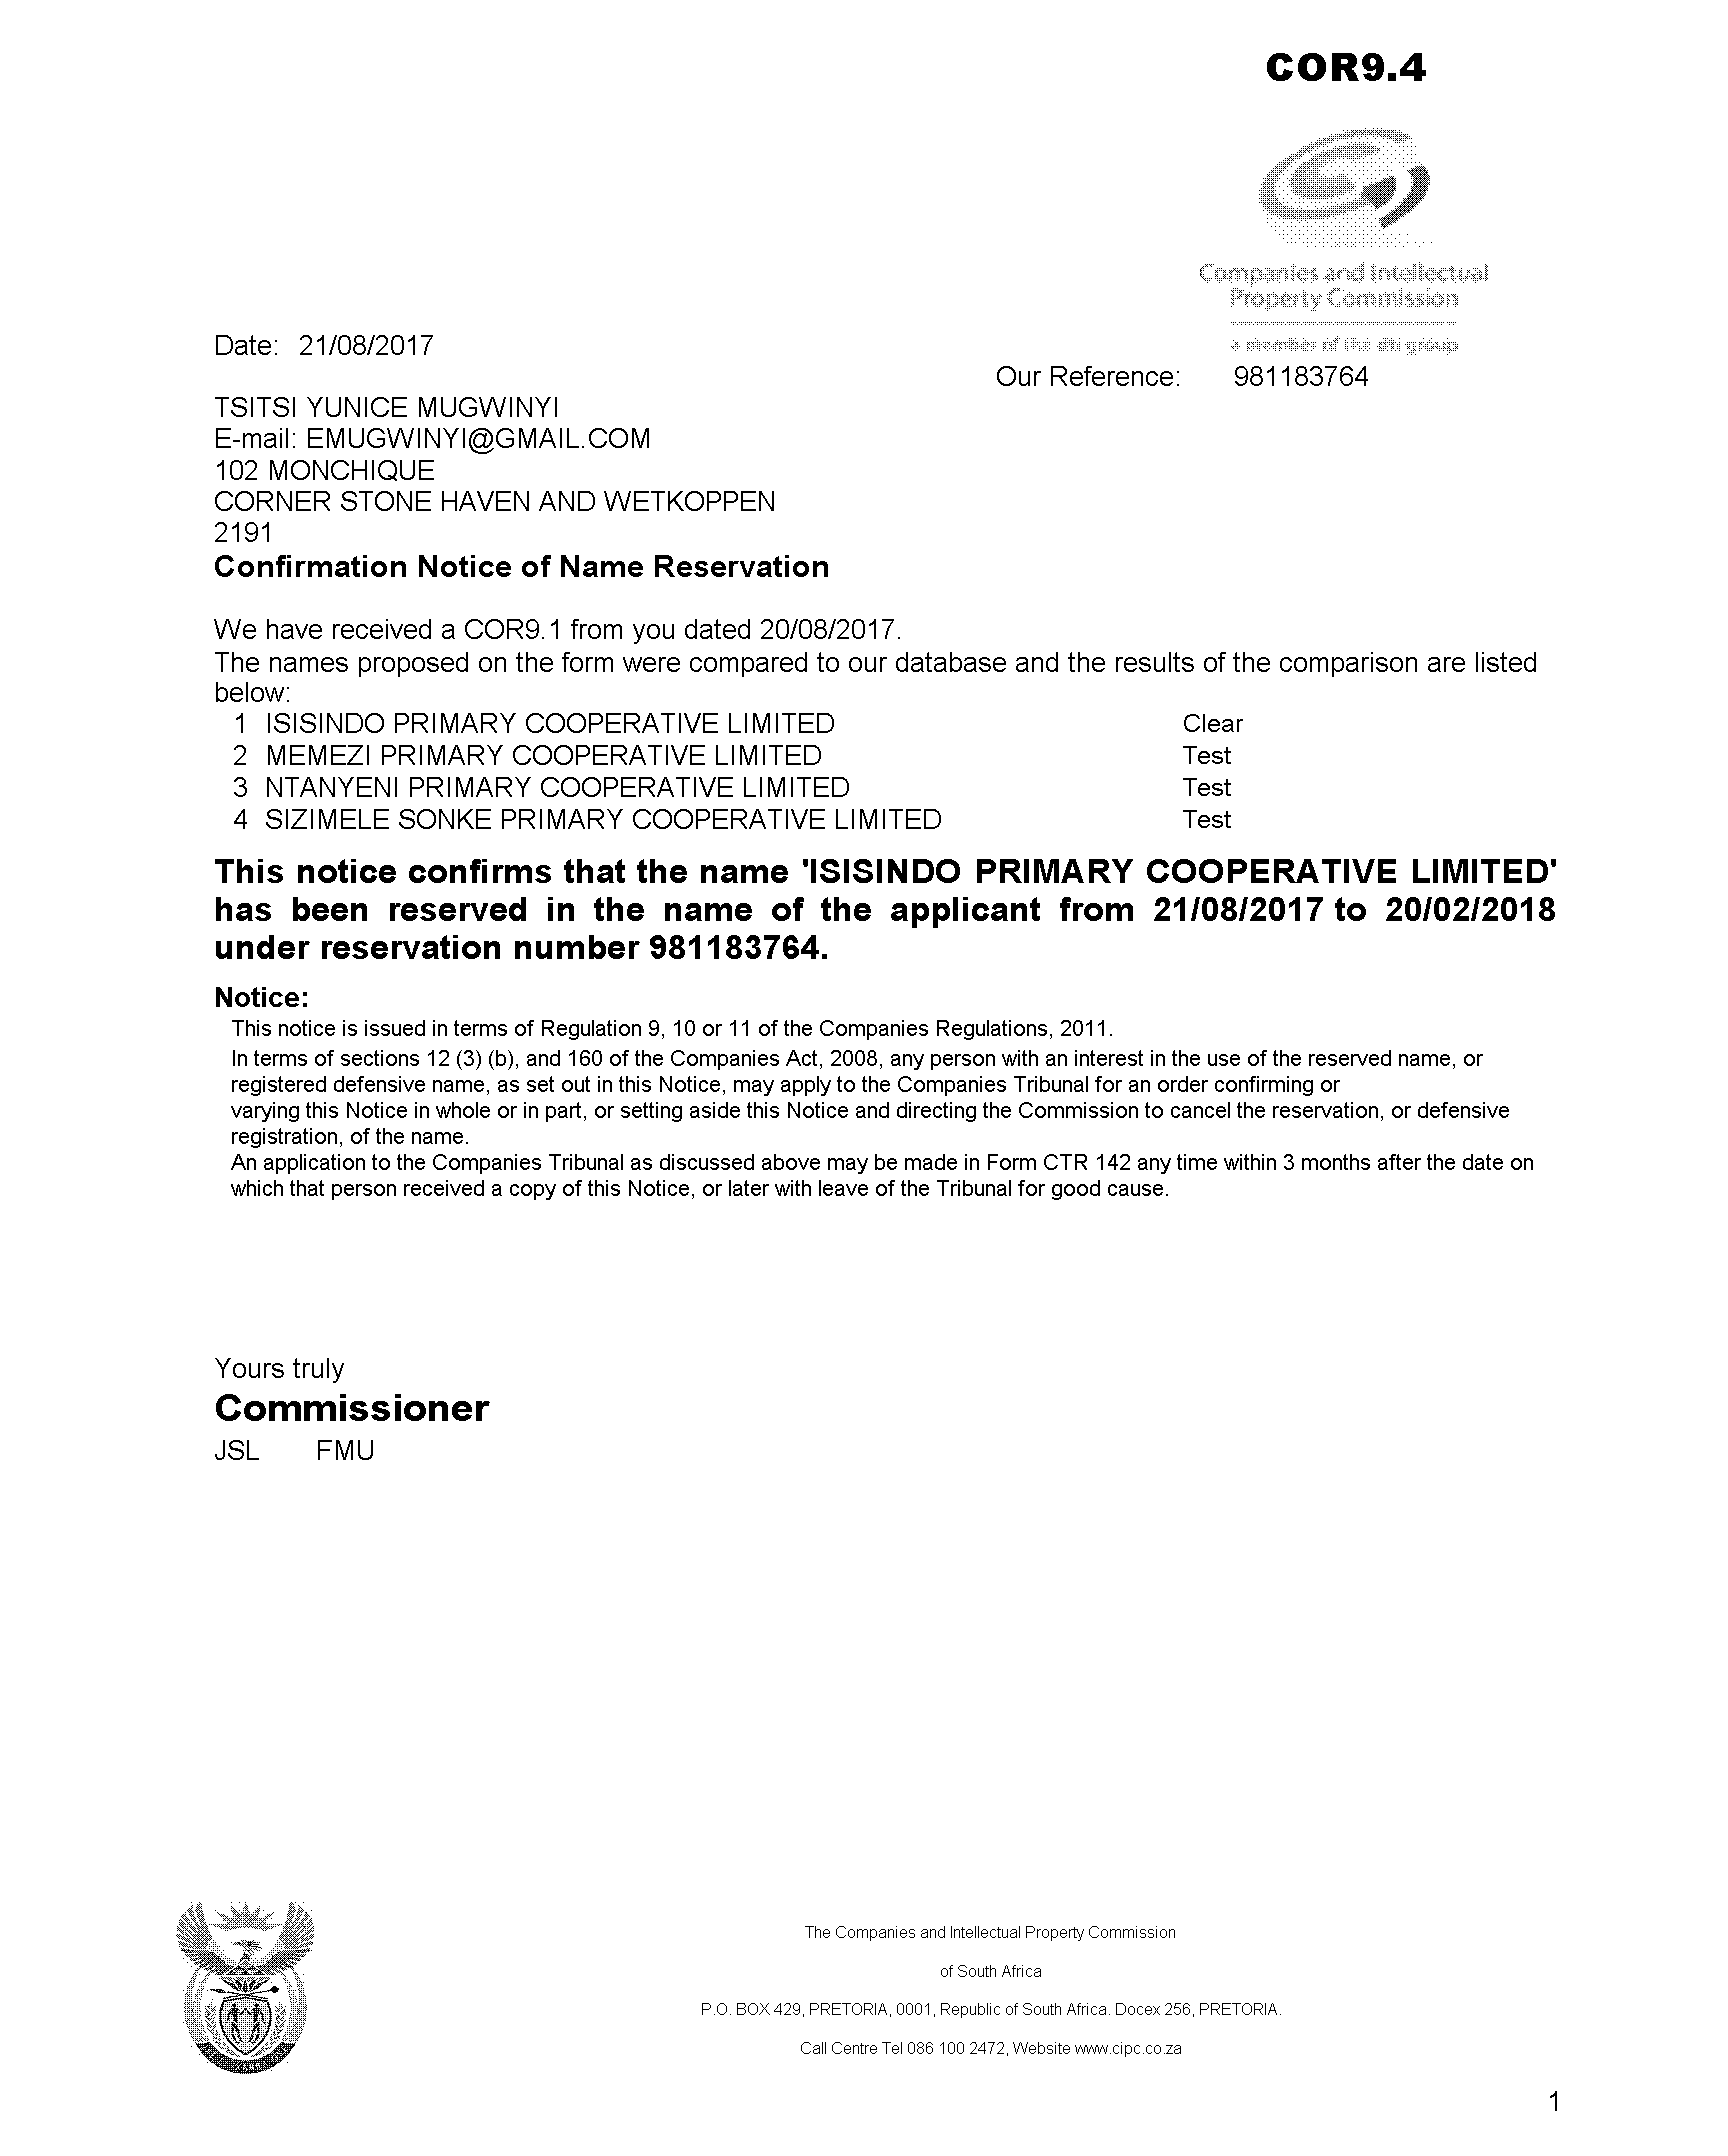 COR9.4
Companies and Intellectual
Property Commission
a member of the dti group
Date: 21/08/2017
Our Reference: 981183764
TSITSI YUNICE MUGWINYI
E-mail: EMUGWINYI@GMAIL.COM
102 MONCHIQUE
CORNER STONE HAVEN AND WETKOPPEN
2191
Confirmation Notice of Name Reservation
We have received a COR9.1 from you dated 20/08/2017.
The names proposed on the form were compared to our database and the results of the comparison are listed
below:
1 ISISINDO PRIMARY COOPERATIVE LIMITED Clear
2 MEMEZI PRIMARY COOPERATIVE LIMITED Test
3 NTANYENI PRIMARY COOPERATIVE LIMITED Test
4 SIZIMELE SONKE PRIMARY COOPERATIVE LIMITED Test
This notice confirms that the name 'ISISINDO PRIMARY COOPERATIVE LIMITED'
has been reserved in the name of the applicant from 21/08/2017 to 20/02/2018
under reservation number 981183764.
Notice:
This notice is issued in terms of Regulation 9, 10 or 11 of the Companies Regulations, 2011.
In terms of sections 12 (3) (b), and 160 of the Companies Act, 2008, any person with an interest in the use of the reserved name, or
registered defensive name, as set out in this Notice, may apply to the Companies Tribunal for an order confirming or
varying this Notice in whole or in part, or setting aside this Notice and directing the Commission to cancel the reservation, or defensive
registration, of the name.
An application to the Companies Tribunal as discussed above may be made in Form CTR 142 any time within 3 months after the date on
which that person received a copy of this Notice, or later with leave of the Tribunal for good cause.
Yours truly
Commissioner
JSL FMU
The Companies and Intellectual Property Commission
of South Africa
P.O. BOX 429, PRETORIA, 0001, Republic of South Africa. Docex 256, PRETORIA.
Call Centre Tel 086 100 2472, Website www.cipc.co.za
1